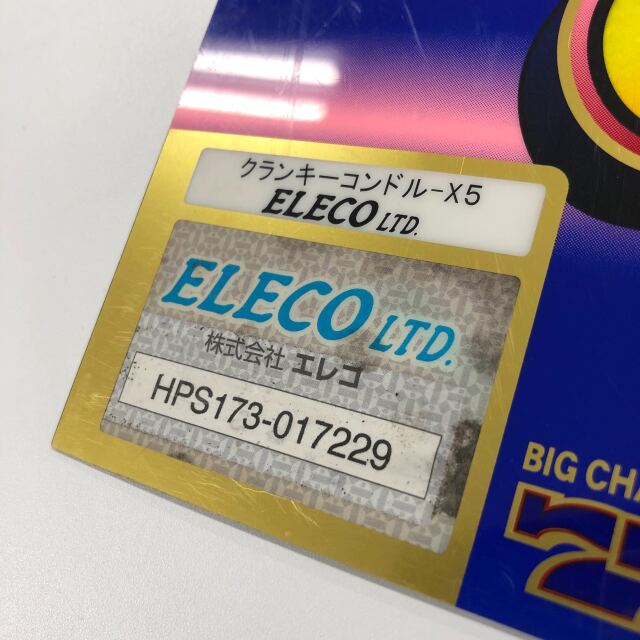 クランキーコンドル-X5
ELECO LTD.
ELECO LTD.
株式会社 エレコ
HPS173-017229
BIG CHA
27